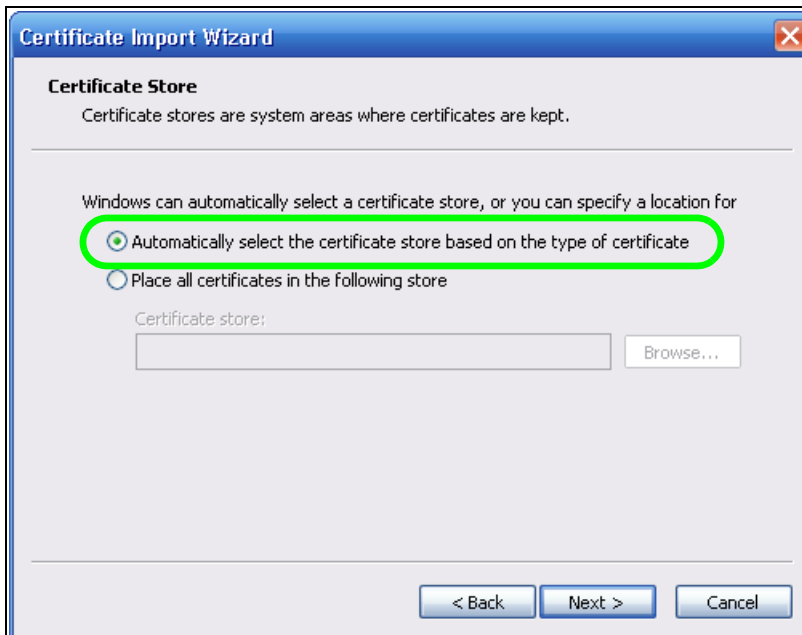 Certificate Import Wizard
Certificate Store
Certificate stores are system areas where certificates are kept.
Windows can automatically select a certificate store, or you can specify a location for
Automatically select the certificate store based on the type of certificate
Place all certificates in the following store
Certificate store:
Browse...
< Back Next > Cancel